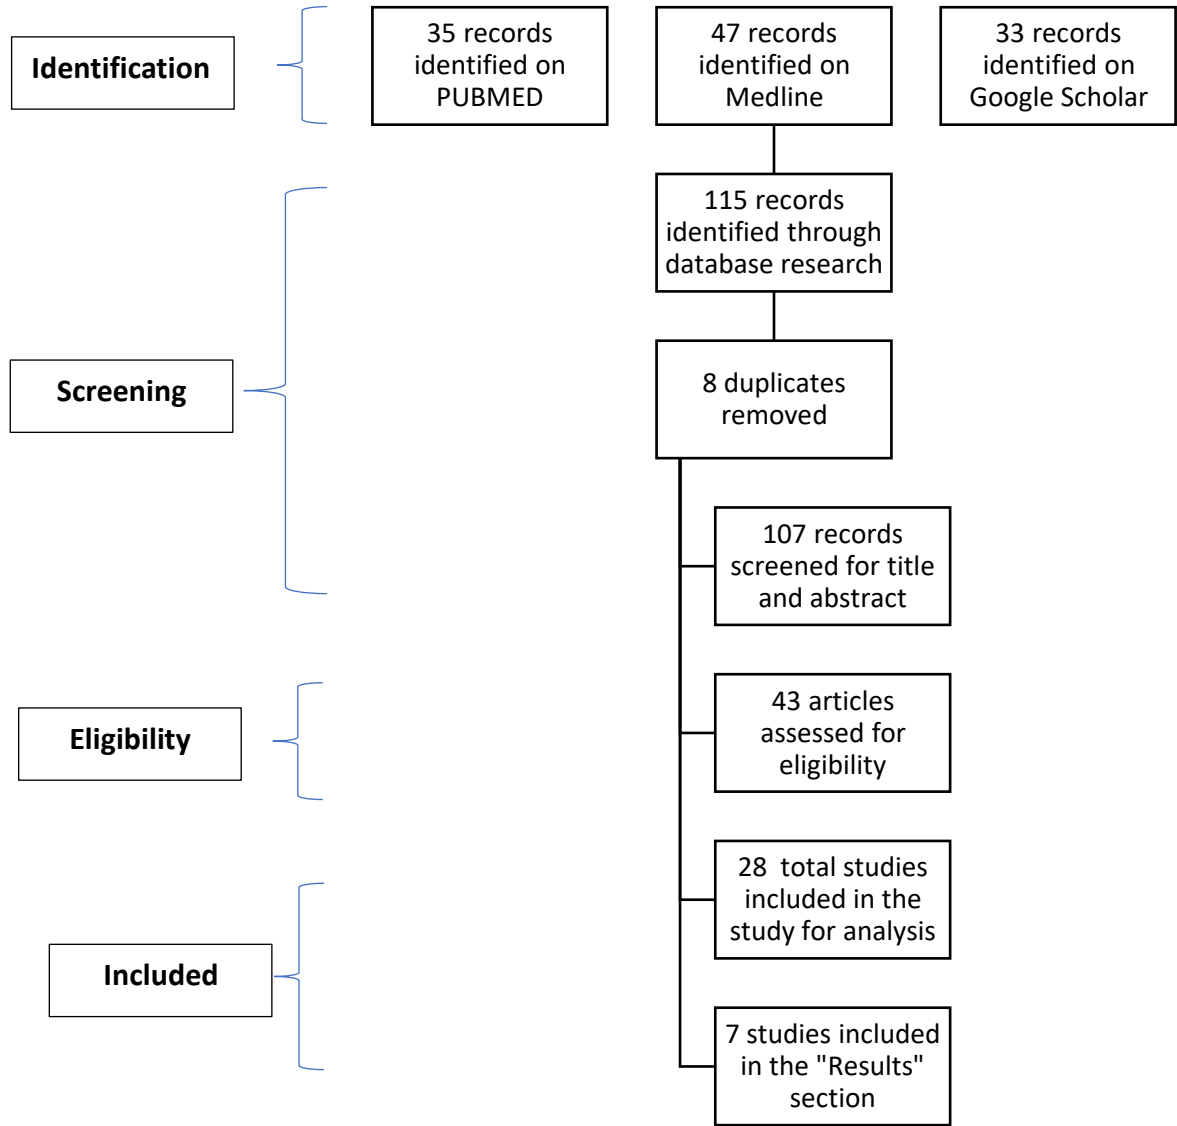 Identification
35 records
identified on
PUBMED
47 records
identified on
Medline
33 records
identified on
Google Scholar
Screening
115 records
identified through
database research
8 duplicates
removed
107 records
screened for title
and abstract
Eligibility
43 articles
assessed for
eligibility
Included
28 total studies
included in the
study for analysis
7 studies included
in the "Results"
section